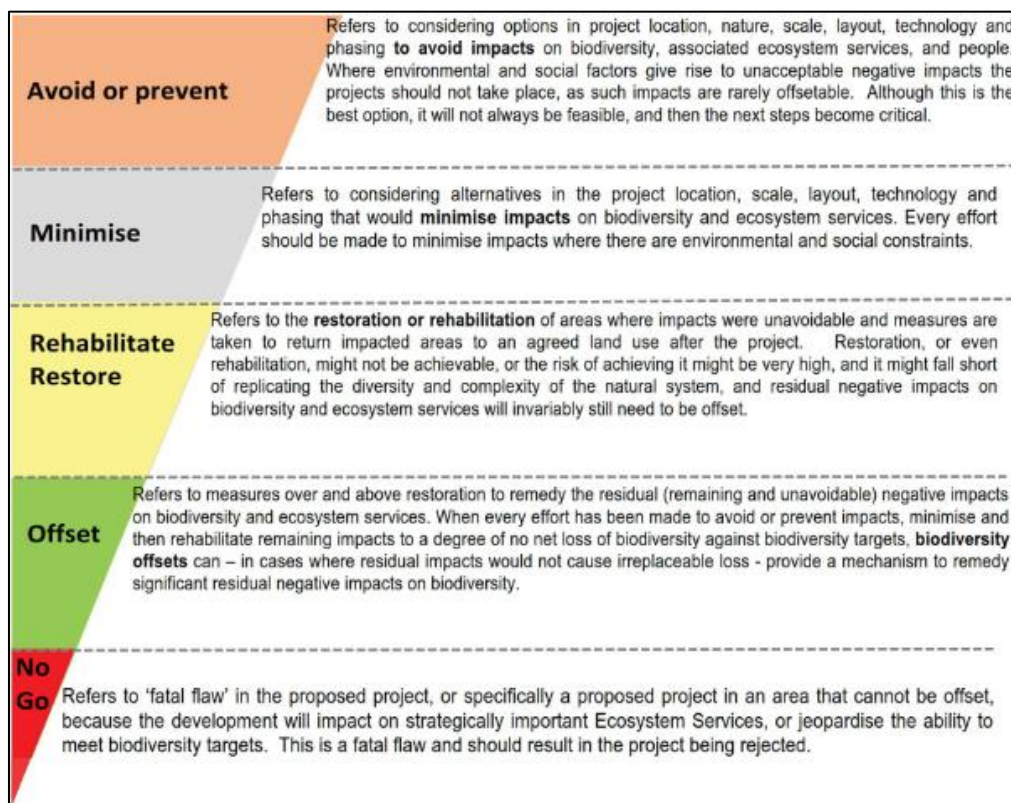 Avoid or prevent
Refers to considering options in project location, nature, scale, layout, technology and
phasing to avoid impacts on biodiversity, associated ecosystem services, and people.
Where environmental and social factors give rise to unacceptable negative impacts the
projects should not take place, as such impacts are rarely offsetable. Although this is the
best option, it will not always be feasible, and then the next steps become critical.
Minimise
Refers to considering alternatives in the project location, scale, layout, technology and
phasing that would minimise impacts on biodiversity and ecosystem services. Every effort
should be made to minimise impacts where there are environmental and social constraints.
Rehabilitate
Restore
Refers to the restoration or rehabilitation of areas where impacts were unavoidable and measures are
taken to return impacted areas to an agreed land use after the project. Restoration, or even
rehabilitation, might not be achievable, or the risk of achieving it might be very high, and it might fall short
of replicating the diversity and complexity of the natural system, and residual negative impacts on
biodiversity and ecosystem services will invariably still need to be offset.
Offset
Refers to measures over and above restoration to remedy the residual (remaining and unavoidable) negative impacts
on biodiversity and ecosystem services. When every effort has been made to avoid or prevent impacts, minimise and
then rehabilitate remaining impacts to a degree of no net loss of biodiversity against biodiversity targets, biodiversity
offsets can – in cases where residual impacts would not cause irreplaceable loss - provide a mechanism to remedy
significant residual negative impacts on biodiversity.
No
Go
Refers to ‘fatal flaw’ in the proposed project, or specifically a proposed project in an area that cannot be offset,
because the development will impact on strategically important Ecosystem Services, or jeopardise the ability to
meet biodiversity targets. This is a fatal flaw and should result in the project being rejected.